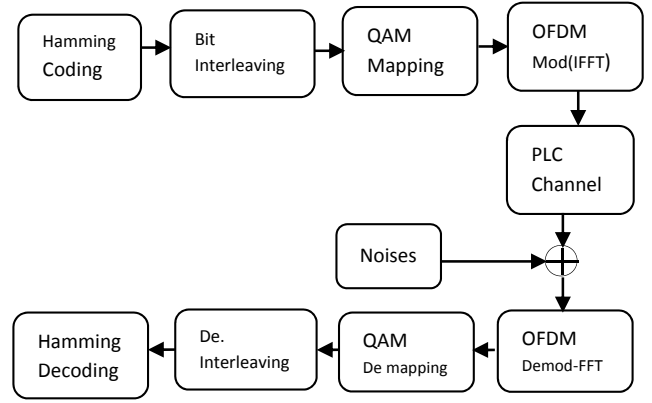 Hamming
Coding
Bit
Interleaving
QAM
Mapping
OFDM
Mod(IFFT)
PLC
Channel
Noises
OFDM
Demod-FFT
QAM
De mapping
De.
Interleaving
Hamming
Decoding